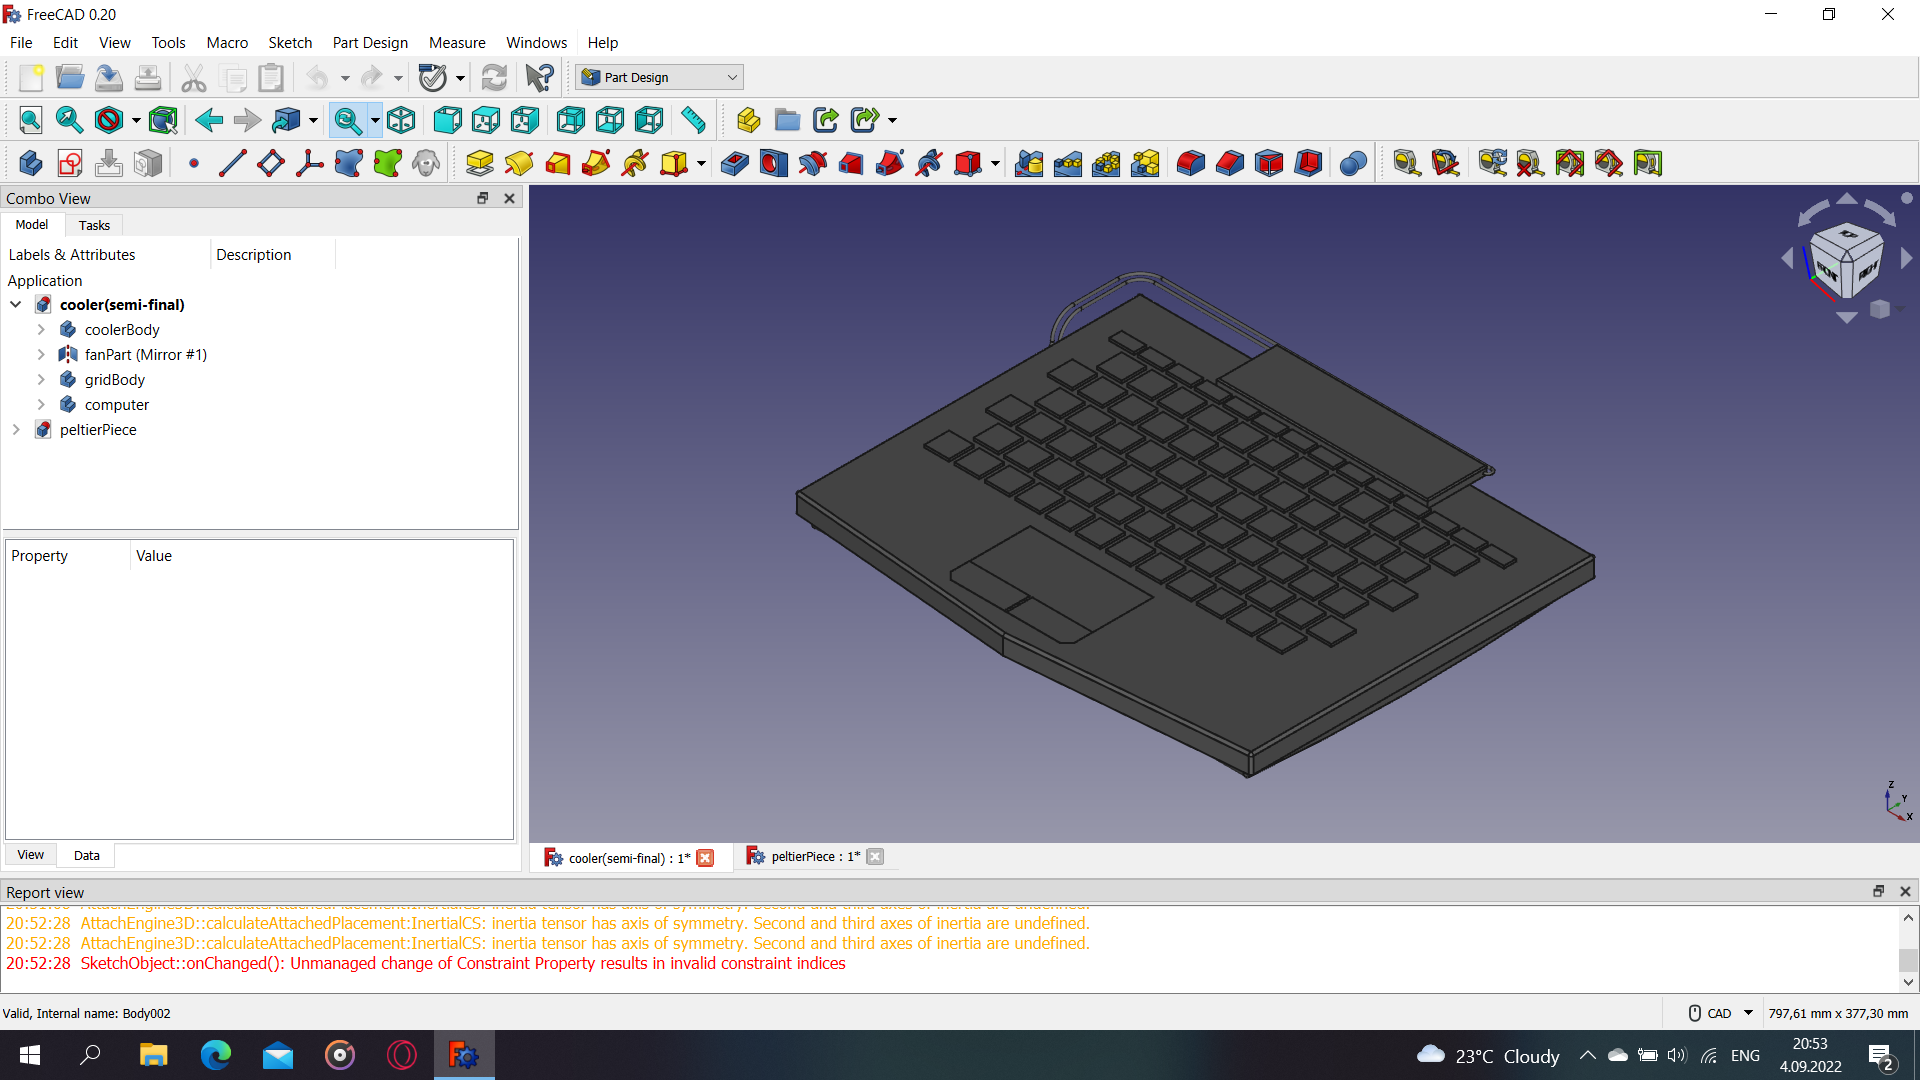 FreeCAD 0.20
File Edit View Tools Macro Sketch Part Design Measure Windows Help
Part Design
Combo View
Model Tasks
Labels & Attributes Description
Application
cooler(semi-final)
coolerBody
fanPart (Mirror #1)
gridBody
computer
peltierPiece
Property Value
View Data
TOP
FRONT
RIGHT
Z
Y
X
cooler(semi-final) : 1*
peltierPiece : 1*
Report view
20:52:28 AttachEngine3D::calculateAttachedPlacement:InertialCS: inertia tensor has axis of symmetry. Second and third axes of inertia are undefined.
20:52:28 AttachEngine3D::calculateAttachedPlacement:InertialCS: inertia tensor has axis of symmetry. Second and third axes of inertia are undefined.
20:52:28 SketchObject::onChanged(): Unmanaged change of Constraint Property results in invalid constraint indices
Valid, Internal name: Body002
CAD
797,61 mm x 377,30 mm
23°C Cloudy
ENG
20:53
4.09.2022
2